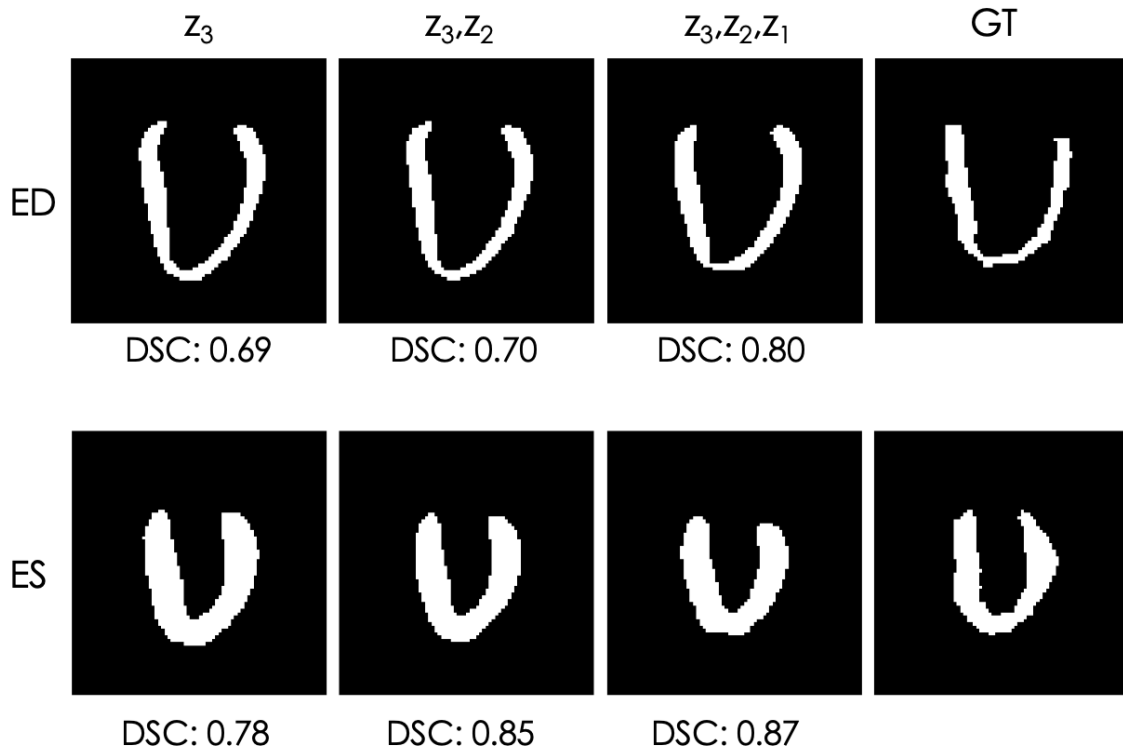 z₃ z₃,z₂ z₃,z₂,z₁ GT
ED
DSC: 0.69 DSC: 0.70 DSC: 0.80
ES
DSC: 0.78 DSC: 0.85 DSC: 0.87